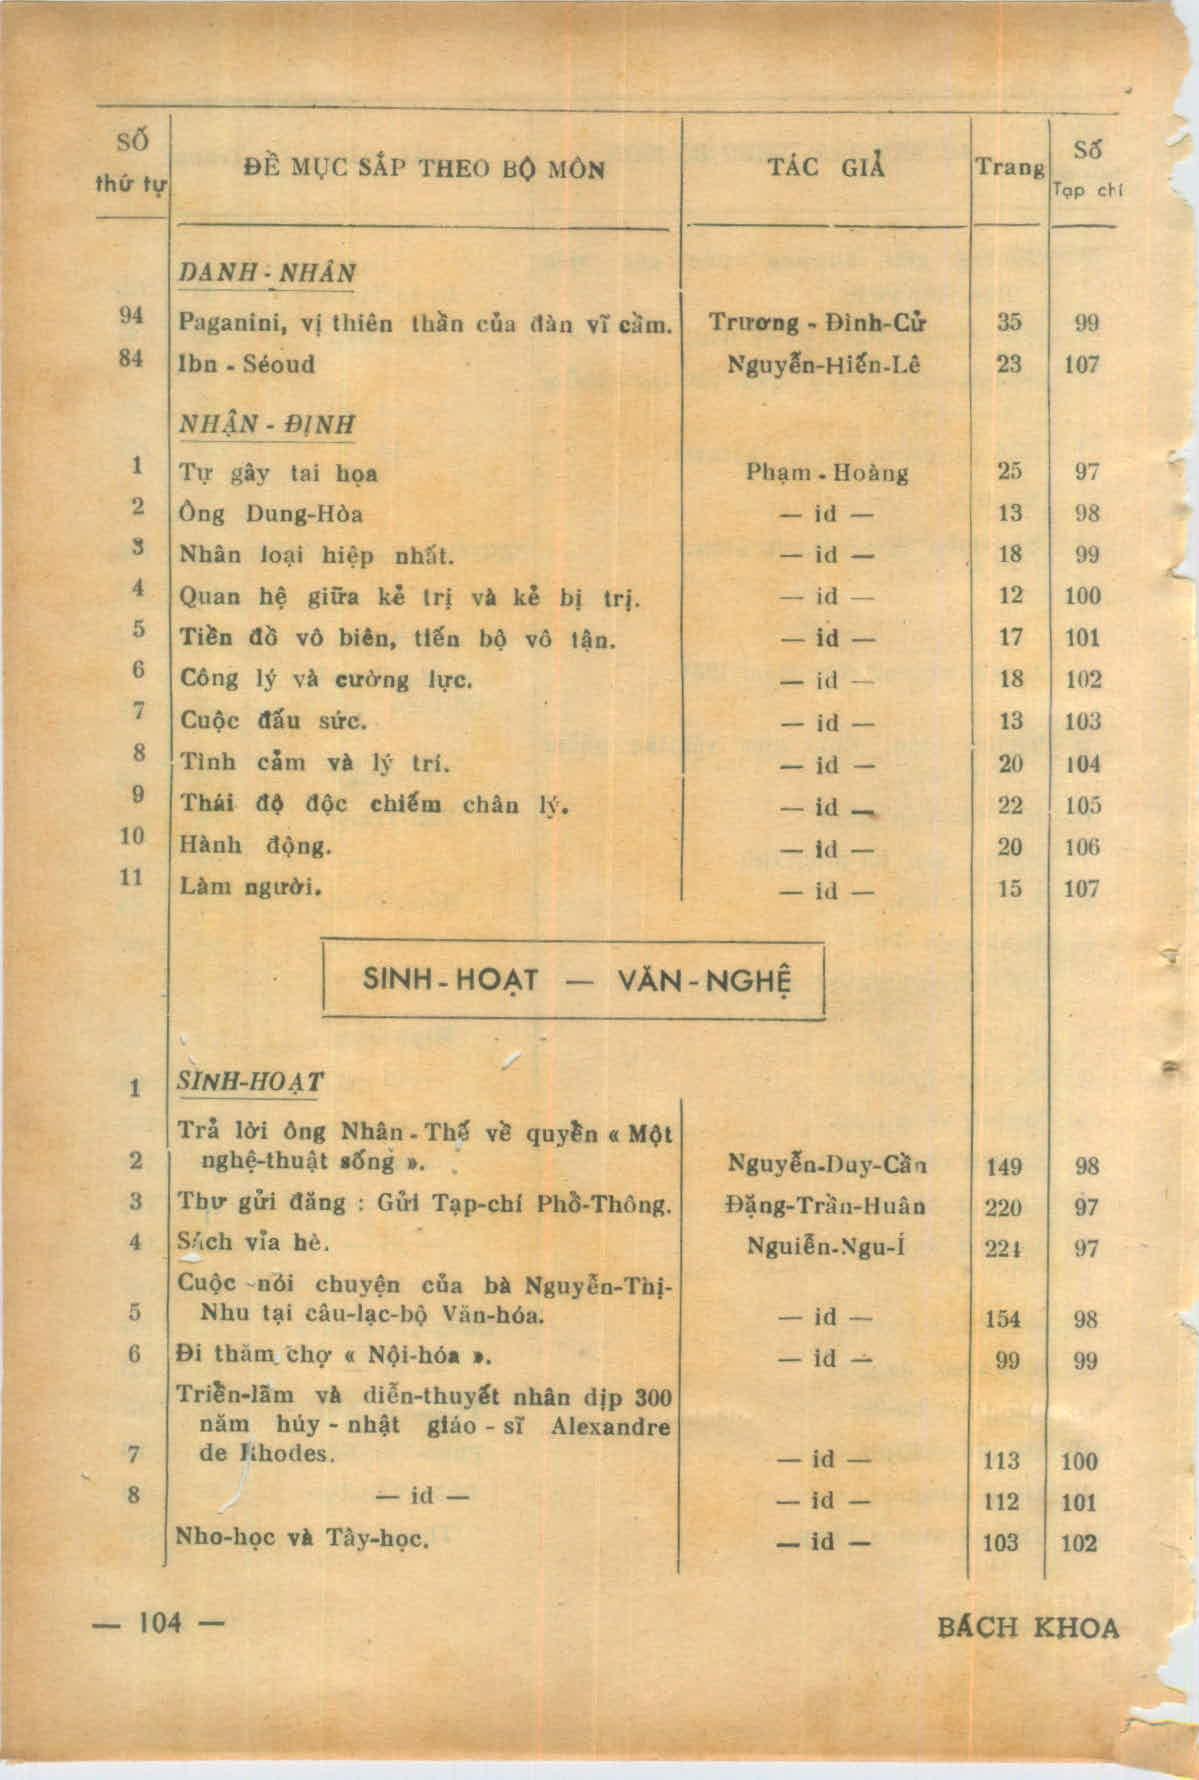 Số thứ tự ĐỀ MỤC SẮP THEO BỘ MÔN TÁC GIẢ Trang Số Tạp chí
DANH - NHÂN
94 Paganini, vị thiên thần của đàn vĩ cầm. Trương - Đình-Cử 35 99
84 Ibn - Séoud Nguyễn-Hiến-Lê 23 107
NHẬN - ĐỊNH
1 Tự gây tai họa Phạm - Hoàng 25 97
2 Ông Dung-Hòa — id — 13 98
3 Nhân loại hiệp nhất. — id — 18 99
4 Quan hệ giữa kẻ trị và kẻ bị trị. — id — 12 100
5 Tiền đồ vô biên, tiến bộ vô tận. — id — 17 101
6 Công lý và cường lực. — id — 18 102
7 Cuộc đấu sức. — id — 13 103
8 Tình cảm và lý trí. — id — 20 104
9 Thái độ độc chiếm chân lý. — id — 22 105
10 Hành động. — id — 20 106
11 Làm người. — id — 15 107
SINH - HOẠT — VĂN - NGHỆ
1 SINH-HOẠT
Trả lời ông Nhân - Thế về quyền « Một
2 nghệ-thuật sống ». Nguyễn-Duy-Cần 149 98
3 Thư gửi đăng : Gửi Tạp-chí Phổ-Thông. Đặng-Trần-Huân 220 97
4 Sách vỉa hè. Nguiễn-Ngu-Í 221 97
Cuộc nói chuyện của bà Nguyễn-Thị-
5 Nhu tại câu-lạc-bộ Văn-hóa. — id — 154 98
6 Đi thăm chợ « Nội-hóa ». — id — 99 99
Triển-lãm và diễn-thuyết nhân dịp 300
năm húy - nhật giáo - sĩ Alexandre
7 de Rhodes. — id — 113 100
8 — id — — id — 112 101
Nho-học và Tây-học. — id — 103 102
— 104 — BÁCH KHOA